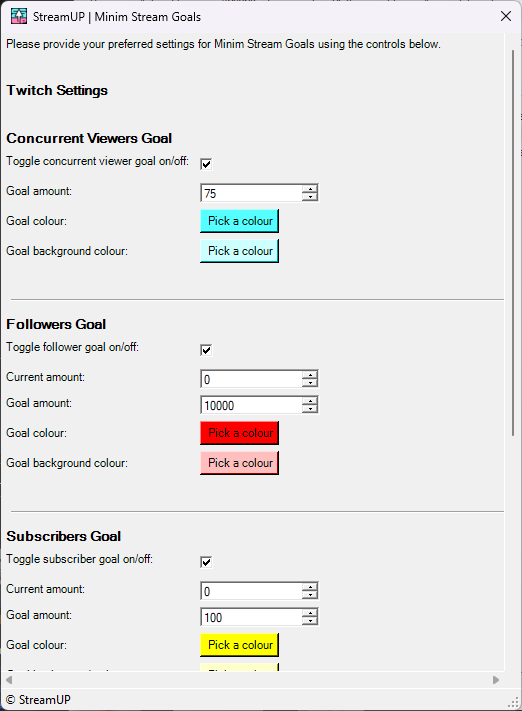 StreamUP | Minim Stream Goals
Please provide your preferred settings for Minim Stream Goals using the controls below.
Twitch Settings
Concurrent Viewers Goal
Toggle concurrent viewer goal on/off:
Goal amount: 75
Goal colour: Pick a colour
Goal background colour: Pick a colour
Followers Goal
Toggle follower goal on/off:
Current amount: 0
Goal amount: 10000
Goal colour: Pick a colour
Goal background colour: Pick a colour
Subscribers Goal
Toggle subscriber goal on/off:
Current amount: 0
Goal amount: 100
Goal colour: Pick a colour
© StreamUP